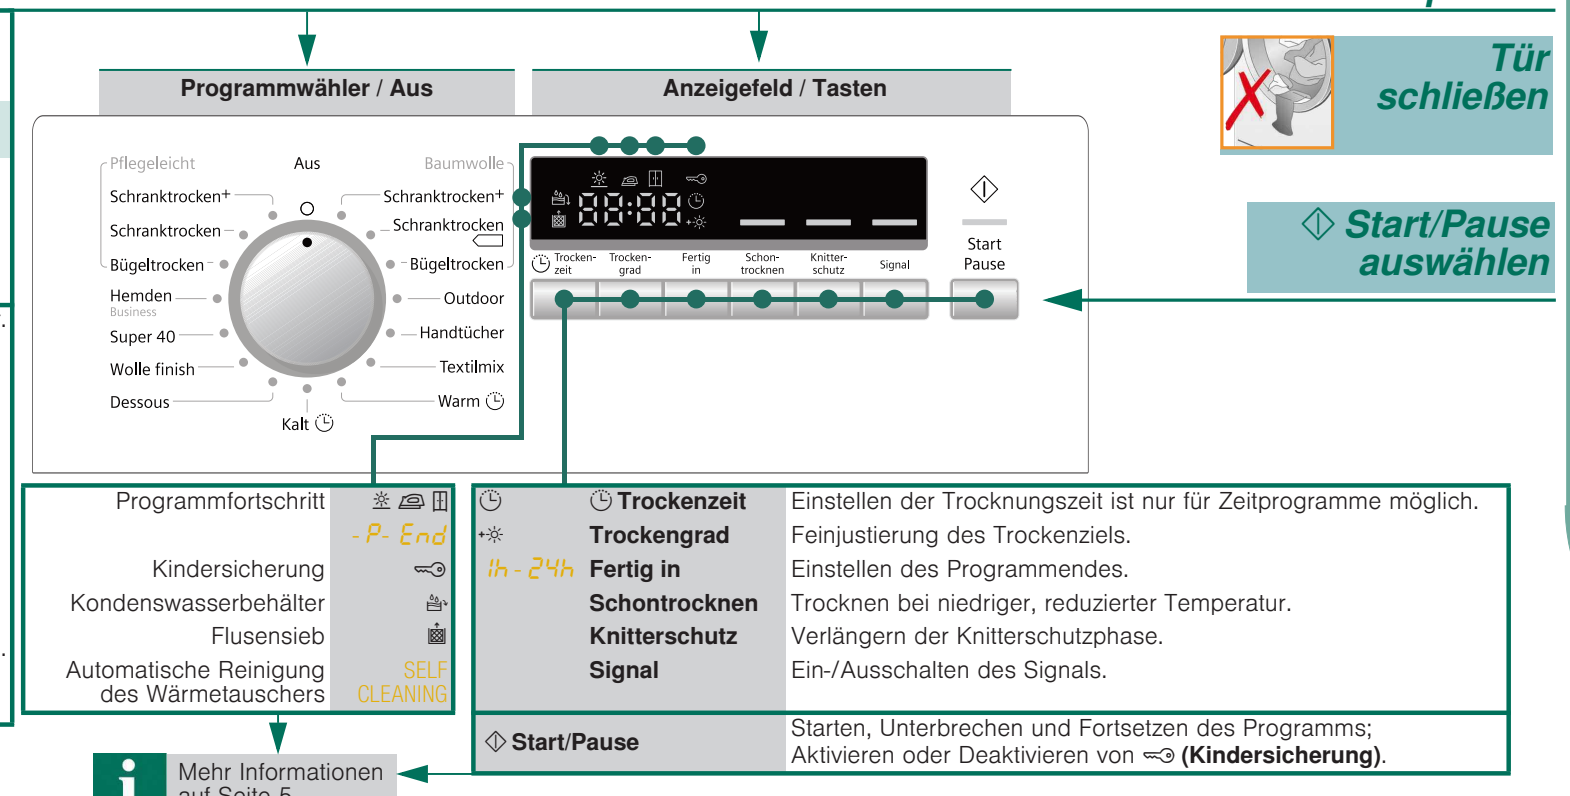 Programmwähler / Aus
Anzeigefeld / Tasten
Tür
schließen
Pflegeleicht
Aus
Baumwolle
Schranktrocken+
Schranktrocken+
Schranktrocken
Schranktrocken
Bügeltrocken
Bügeltrocken
Hemden
Business
Outdoor
Super 40
Handtücher
Wolle finish
Textilmix
Dessous
Warm
Kalt
88:88
Trocken-
zeit
Trocken-
grad
Fertig
in
Schon-
trocknen
Knitter-
schutz
Signal
Start
Pause
Start/Pause
auswählen
Programmfortschritt
-P- End
Kindersicherung
Kondenswasserbehälter
Flusensieb
Automatische Reinigung SELF
des Wärmetauschers CLEANING
Trockenzeit Einstellen der Trocknungszeit ist nur für Zeitprogramme möglich.
Trockengrad Feinjustierung des Trockenziels.
1h - 24h Fertig in Einstellen des Programmendes.
Schontrocknen Trocknen bei niedriger, reduzierter Temperatur.
Knitterschutz Verlängern der Knitterschutzphase.
Signal Ein-/Ausschalten des Signals.
Start/Pause
Starten, Unterbrechen und Fortsetzen des Programms;
Aktivieren oder Deaktivieren von (Kindersicherung).
i
Mehr Informationen
auf Seite 5